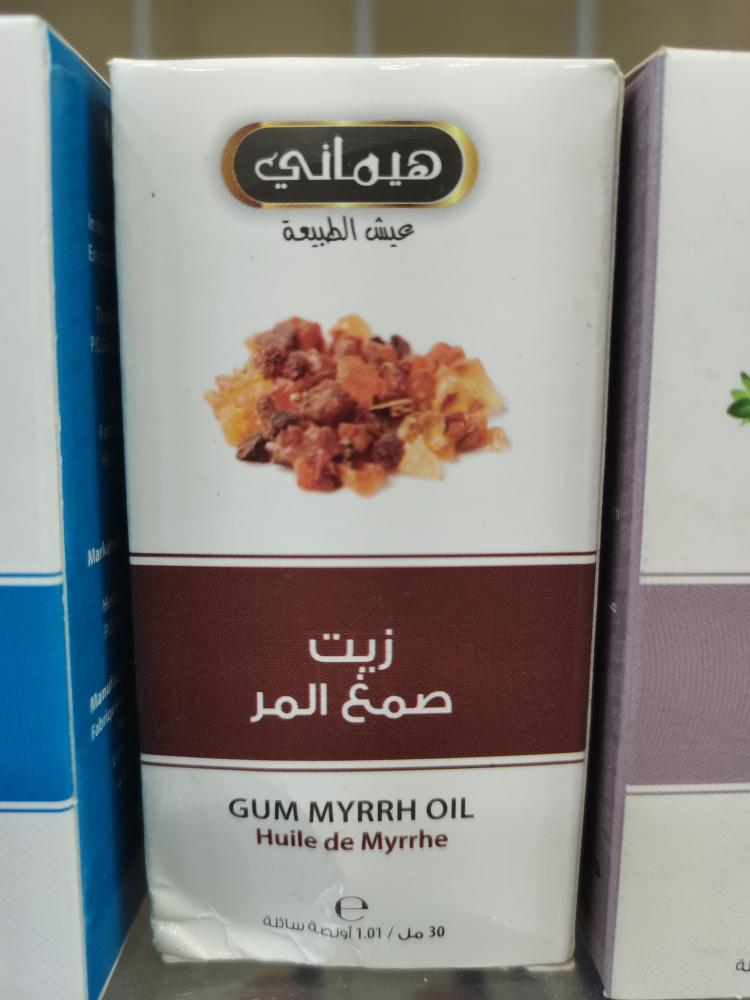 هيماني
عيش الطبيعة
زيت
صمغ المر
GUM MYRRH OIL
Huile de Myrrhe
e
30 مل / 1.01 أونصة سائلة